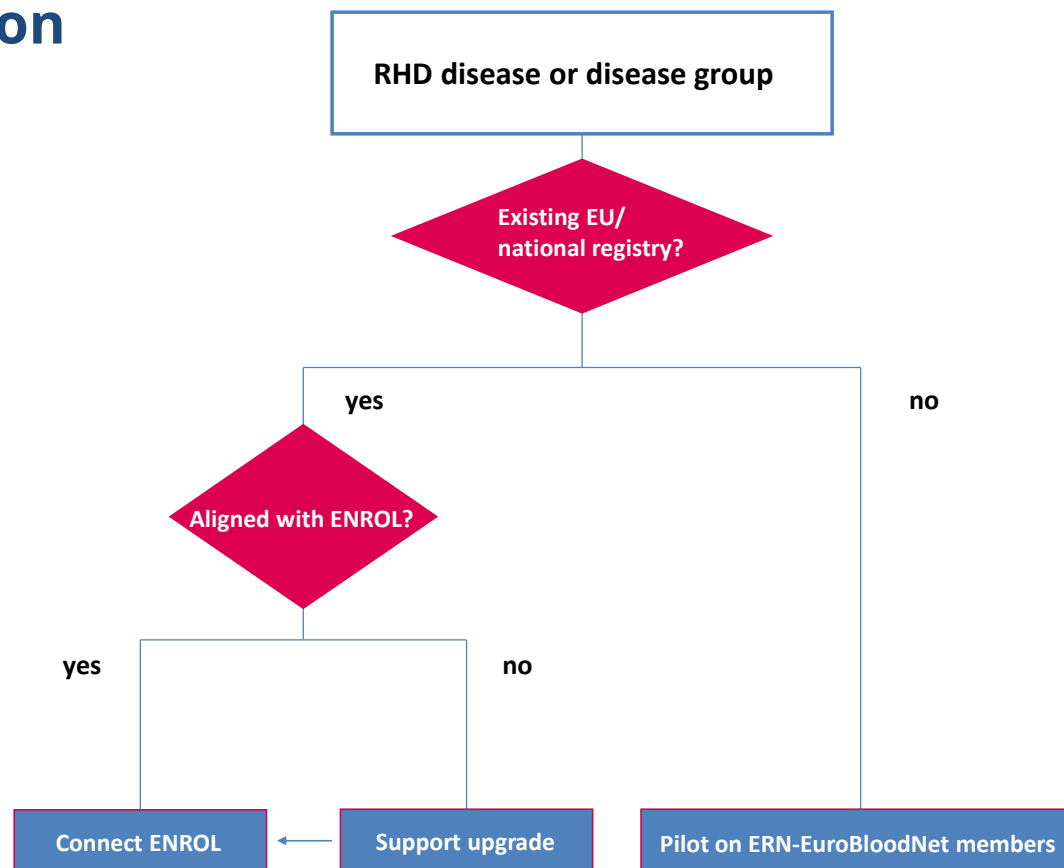 on
RHD disease or disease group
Existing EU/
national registry?
yes
no
Aligned with ENROL?
yes
no
Connect ENROL
Support upgrade
Pilot on ERN-EuroBloodNet members